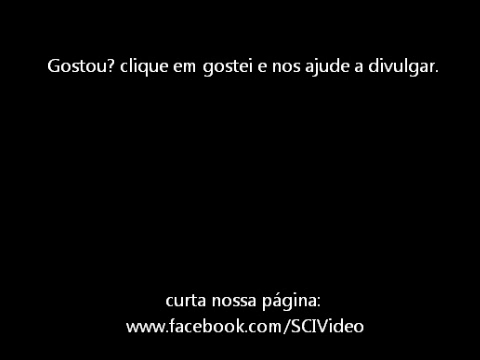 Gostou? clique em gostei e nos ajude a divulgar.
curta nossa página:
www.facebook.com/SCIVideo